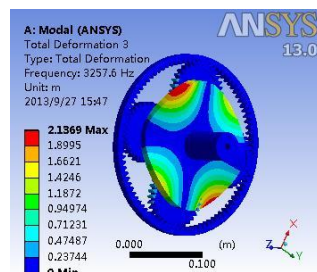 A: Modal (ANSYS)
Total Deformation 3
Type: Total Deformation
Frequency: 3257.6 Hz
Unit: m
2013/9/27 15:47
ANSYS
13.0
2.1369 Max
1.8995
1.6621
1.4246
1.1872
0.94974
0.71231
0.47487
0.23744
0 Min
0.000
(m)
0.100
X
Z
Y